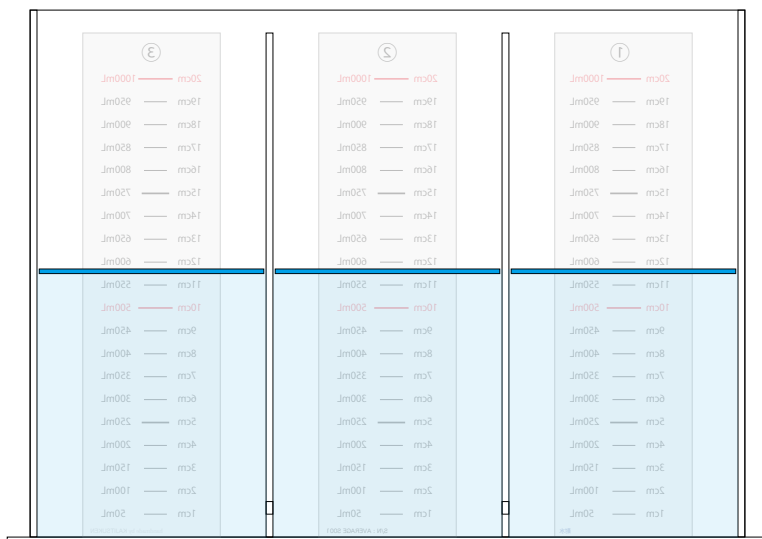 ①
20cm 1000mL
19cm 950mL
18cm 900mL
17cm 850mL
16cm 800mL
15cm 750mL
14cm 700mL
13cm 650mL
12cm 600mL
11cm 550mL
10cm 500mL
9cm 450mL
8cm 400mL
7cm 350mL
6cm 300mL
5cm 250mL
4cm 200mL
3cm 150mL
2cm 100mL
1cm 50mL
②
20cm 1000mL
19cm 950mL
18cm 900mL
17cm 850mL
16cm 800mL
15cm 750mL
14cm 700mL
13cm 650mL
12cm 600mL
11cm 550mL
10cm 500mL
9cm 450mL
8cm 400mL
7cm 350mL
6cm 300mL
5cm 250mL
4cm 200mL
3cm 150mL
2cm 100mL
1cm 50mL
AVERAGE
③
20cm 1000mL
19cm 950mL
18cm 900mL
17cm 850mL
16cm 800mL
15cm 750mL
14cm 700mL
13cm 650mL
12cm 600mL
11cm 550mL
10cm 500mL
9cm 450mL
8cm 400mL
7cm 350mL
6cm 300mL
5cm 250mL
4cm 200mL
3cm 150mL
2cm 100mL
1cm 50mL